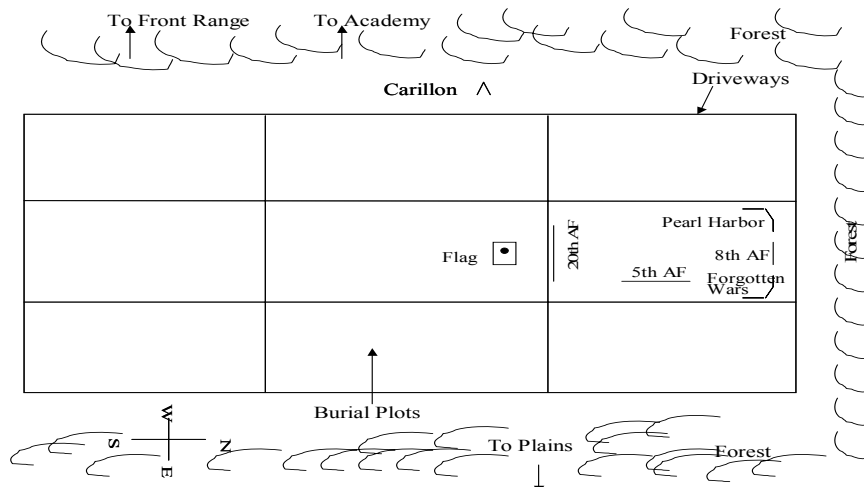 To Front Range
To Academy
Forest
Carillon
Driveways
Pearl Harbor
20th AF
Flag
8th AF
Forest
5th AF
Forgotten
Wars
Burial Plots
W
S
N
E
To Plains
Forest